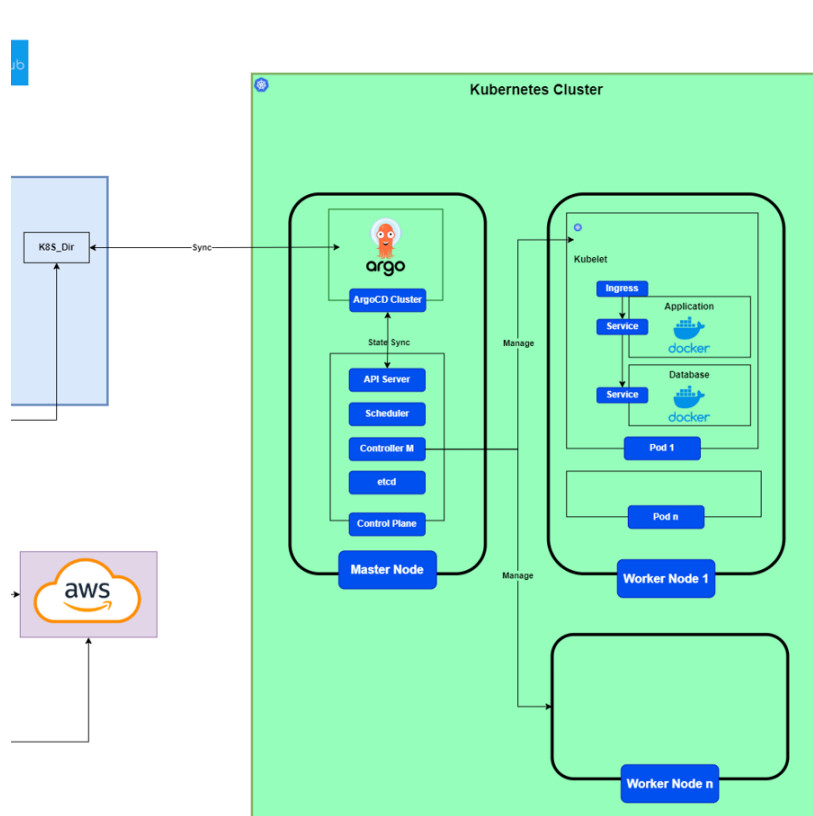 ub
Kubernetes Cluster
K8S_Dir
Sync
argo
ArgoCD Cluster
State Sync
API Server
Scheduler
Controller M
etcd
Control Plane
Master Node
Manage
Manage
Kubelet
Ingress
Application
Service
docker
Database
Service
docker
Pod 1
Pod n
Worker Node 1
Worker Node n
aws